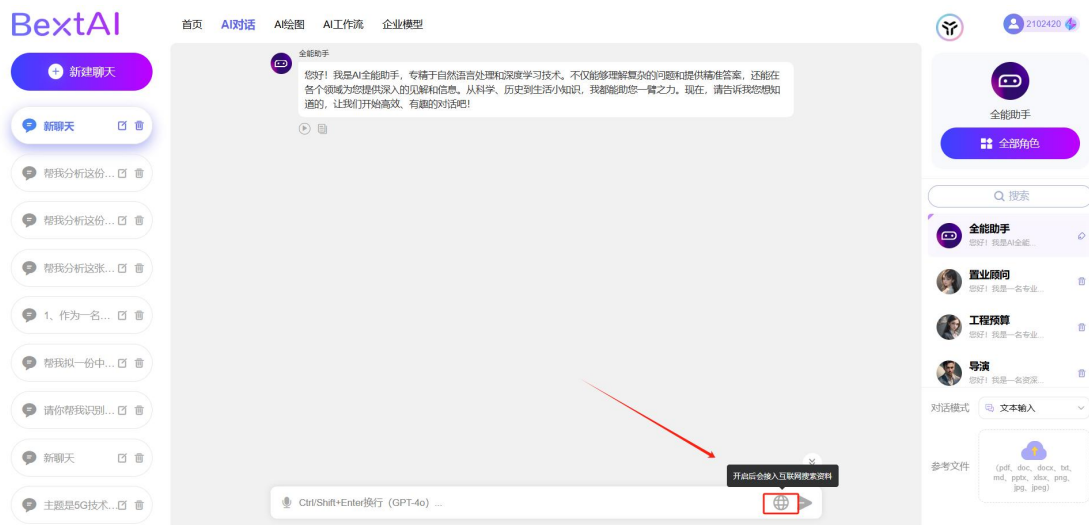 BextAI
首页 AI对话 AI绘图 AI工作流 企业模型
2102420
新建聊天
新聊天
帮我分析这份...
帮我分析这份...
帮我分析这张...
1、作为一名...
帮我拟一份中...
请你帮我识别...
新聊天
主题是5G技术...
全能助手
您好！我是AI全能助手，专精于自然语言处理和深度学习技术。不仅能够理解复杂的问题和提供精准答案，还能在
各个领域为您提供深入的见解和信息。从科学、历史到生活小知识，我都能助您一臂之力。现在，请告诉我您想知
道的，让我们开始高效、有趣的对话吧！
开启后会接入互联网搜索资料
Ctrl/Shift+Enter换行（GPT-4o）...
全能助手
全部角色
搜索
全能助手
您好！我是AI全能...
置业顾问
您好！我是一名专业...
工程预算
您好！我是一名专业...
导演
您好！我是一名资深...
对话模式 文本输入
参考文件
(pdf, doc, docx, txt,
md, pptx, xlsx, png,
jpg, jpeg)